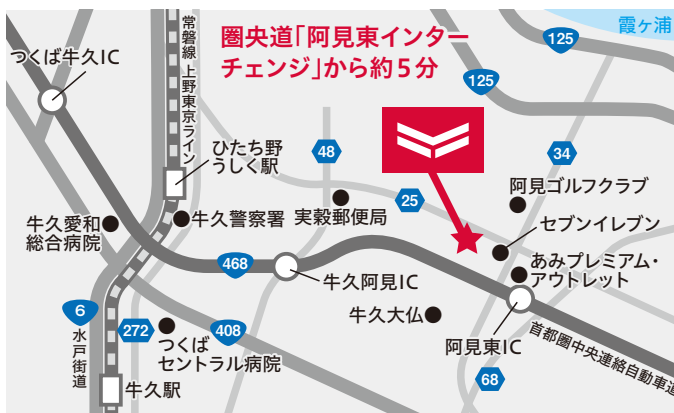 霞ヶ浦
125
圏央道「阿見東インター
チェンジ」から約5分
常磐線 上野東京ライン
つくば牛久IC
125
48
34
ひたち野
うしく駅
25
阿見ゴルフクラブ
牛久愛和
総合病院
牛久警察署
実穀郵便局
セブンイレブン
あみプレミアム・
アウトレット
468
牛久阿見IC
6
水戸街道
272
つくば
セントラル病院
408
牛久大仏
阿見東IC
首都圏中央連絡自動車道
68
牛久駅